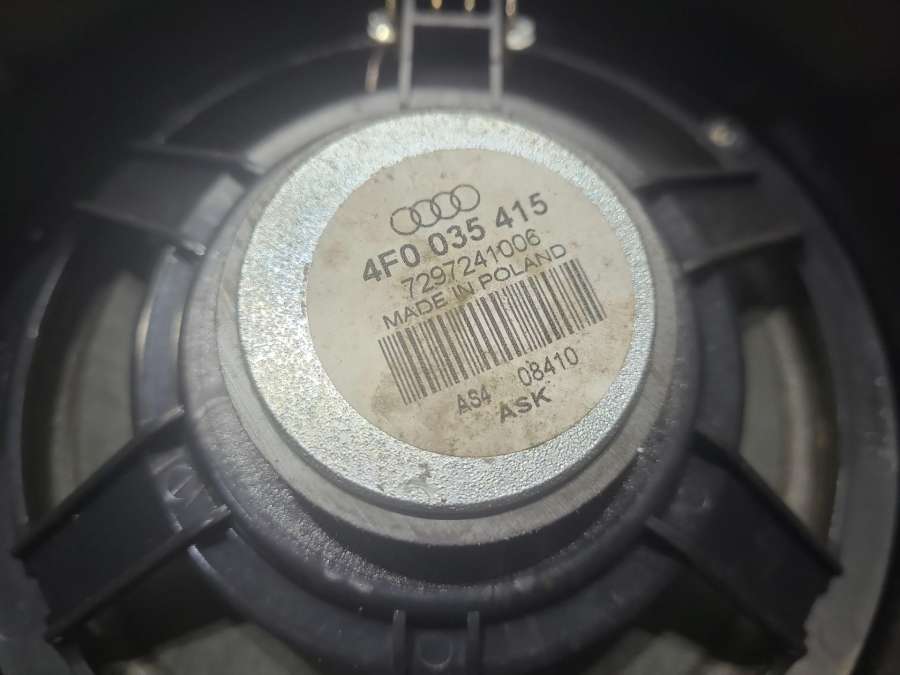 4F0 035 415
7297241006
MADE IN POLAND
AS4 08410
ASK